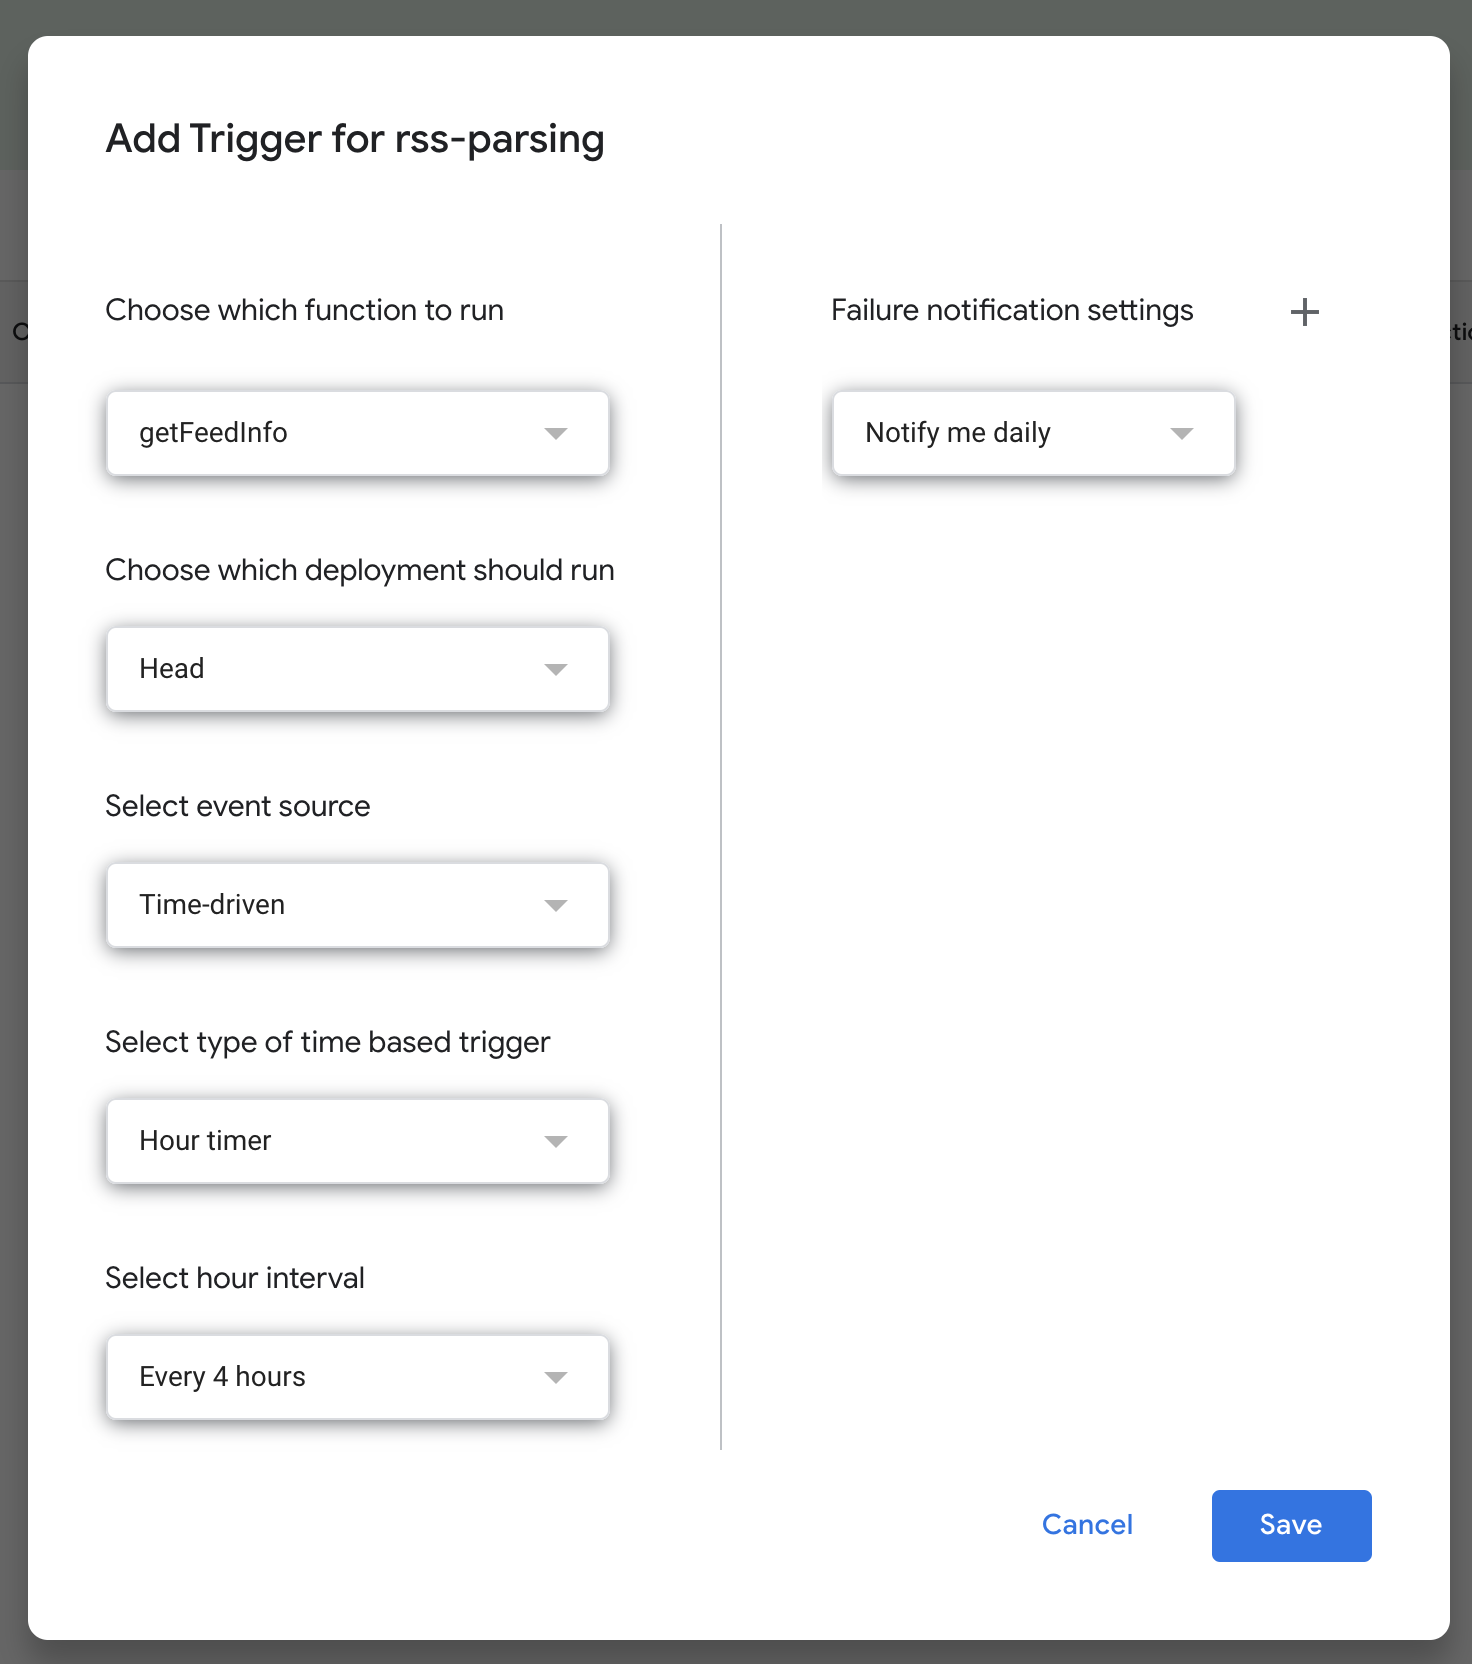 Add Trigger for rss-parsing
Choose which function to run
getFeedInfo
Choose which deployment should run
Head
Select event source
Time-driven
Select type of time based trigger
Hour timer
Select hour interval
Every 4 hours
Failure notification settings
Notify me daily
Cancel
Save